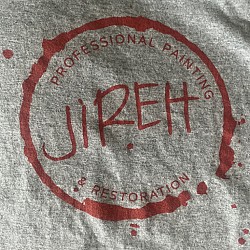 PROFESSIONAL PAINTING
JIREH
& RESTORATION